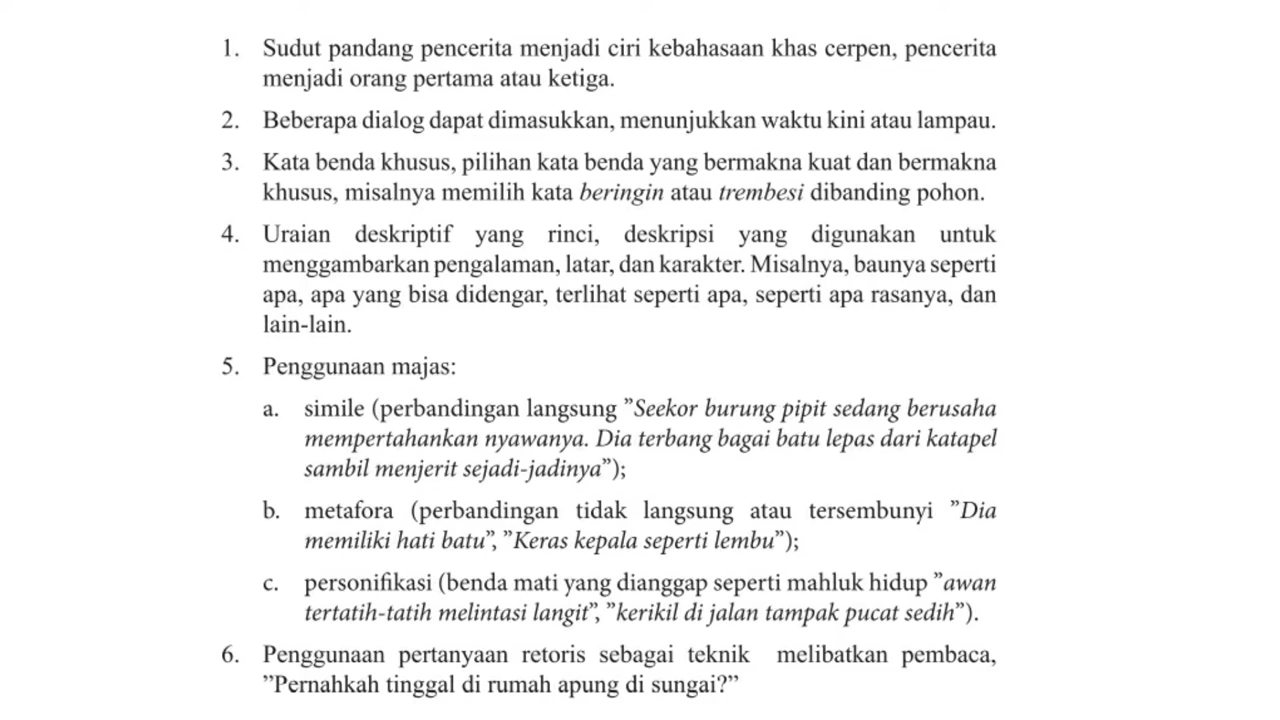 1. Sudut pandang pencerita menjadi ciri kebahasaan khas cerpen, pencerita
menjadi orang pertama atau ketiga.
2. Beberapa dialog dapat dimasukkan, menunjukkan waktu kini atau lampau.
3. Kata benda khusus, pilihan kata benda yang bermakna kuat dan bermakna
khusus, misalnya memilih kata beringin atau trembesi dibanding pohon.
4. Uraian deskriptif yang rinci, deskripsi yang digunakan untuk
menggambarkan pengalaman, latar, dan karakter. Misalnya, baunya seperti
apa, apa yang bisa didengar, terlihat seperti apa, seperti apa rasanya, dan
lain-lain.
5. Penggunaan majas:
a. simile (perbandingan langsung ”Seekor burung pipit sedang berusaha
mempertahankan nyawanya. Dia terbang bagai batu lepas dari katapel
sambil menjerit sejadi-jadinya”);
b. metafora (perbandingan tidak langsung atau tersembunyi ”Dia
memiliki hati batu”, ”Keras kepala seperti lembu”);
c. personifikasi (benda mati yang dianggap seperti mahluk hidup ”awan
tertatih-tatih melintasi langit”, ”kerikil di jalan tampak pucat sedih”).
6. Penggunaan pertanyaan retoris sebagai teknik melibatkan pembaca,
”Pernahkah tinggal di rumah apung di sungai?”